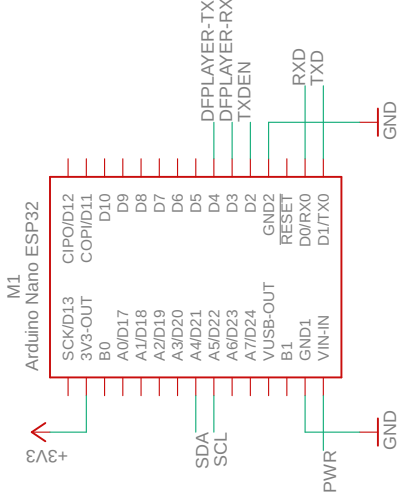 DFPLAYER-TX
DFPLAYER-RX
TXDEN
RXD
TXD
GND
M1
Arduino Nano ESP32
CIPO/D12
COPI/D11
D10
D9
D8
D7
D6
D5
D4
D3
D2
GND2
RESET
D0/RX0
D1/TX0
SCK/D13
3V3-OUT
B0
A0/D17
A1/D18
A2/D19
A3/D20
A4/D21
A5/D22
A6/D23
A7/D24
VUSB-OUT
B1
GND1
VIN-IN
+3V3
SDA
SCL
PWR
GND